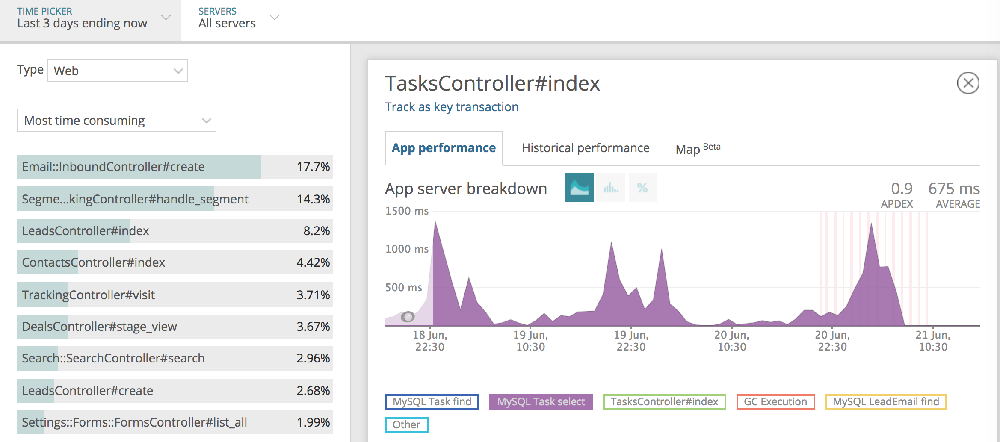 TIME PICKER
Last 3 days ending now
SERVERS
All servers
Type
Web
Most time consuming
Email::InboundController#create 17.7%
Segme...kingController#handle_segment 14.3%
LeadsController#index 8.2%
ContactsController#index 4.42%
TrackingController#visit 3.71%
DealsController#stage_view 3.67%
Search::SearchController#search 2.96%
LeadsController#create 2.68%
Settings::Forms::FormsController#list_all 1.99%
TasksController#index
Track as key transaction
App performance
Historical performance
Map Beta
App server breakdown
%
0.9
APDEX
675 ms
AVERAGE
1500 ms
1000 ms
500 ms
18 Jun,
22:30
19 Jun,
10:30
19 Jun,
22:30
20 Jun,
10:30
20 Jun,
22:30
21 Jun,
10:30
MySQL Task find
MySQL Task select
TasksController#index
GC Execution
MySQL LeadEmail find
Other